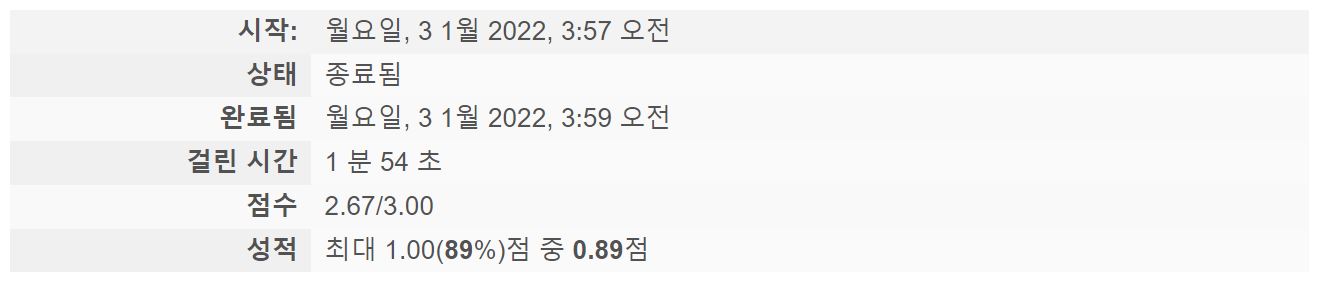 시작: 월요일, 3 1월 2022, 3:57 오전
상태 종료됨
완료됨 월요일, 3 1월 2022, 3:59 오전
걸린 시간 1 분 54 초
점수 2.67/3.00
성적 최대 1.00(89%)점 중 0.89점